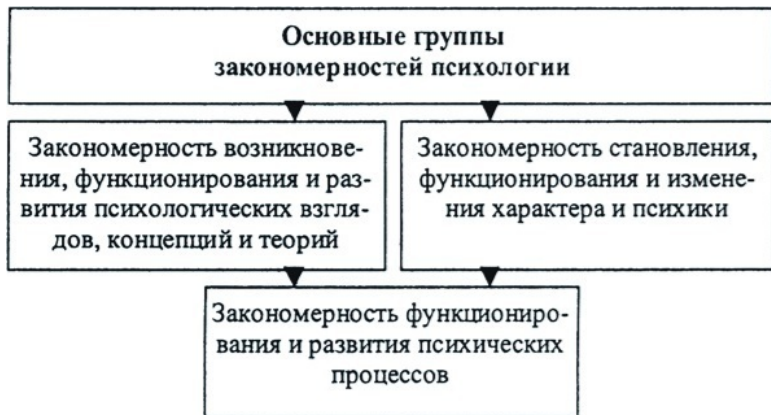 Основные группы
закономерностей психологии
Закономерность возникнове-
ния, функционирования и раз-
вития психологических взгля-
дов, концепций и теорий
Закономерность становления,
функционирования и измене-
ния характера и психики
Закономерность функциониро-
вания и развития психических
процессов